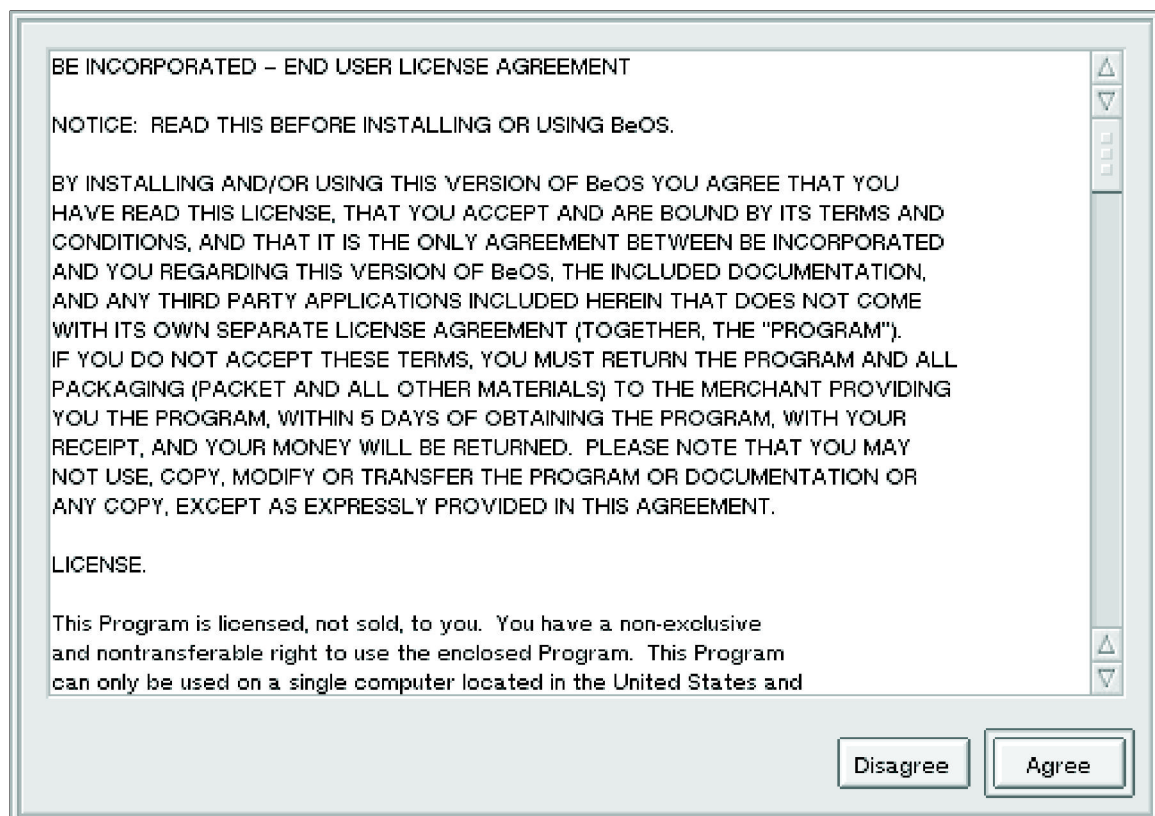 BE INCORPORATED – END USER LICENSE AGREEMENT
NOTICE:  READ THIS BEFORE INSTALLING OR USING BeOS.
BY INSTALLING AND/OR USING THIS VERSION OF BeOS YOU AGREE THAT YOU
HAVE READ THIS LICENSE, THAT YOU ACCEPT AND ARE BOUND BY ITS TERMS AND
CONDITIONS, AND THAT IT IS THE ONLY AGREEMENT BETWEEN BE INCORPORATED
AND YOU REGARDING THIS VERSION OF BeOS, THE INCLUDED DOCUMENTATION,
AND ANY THIRD PARTY APPLICATIONS INCLUDED HEREIN THAT DOES NOT COME
WITH ITS OWN SEPARATE LICENSE AGREEMENT (TOGETHER, THE "PROGRAM").
IF YOU DO NOT ACCEPT THESE TERMS, YOU MUST RETURN THE PROGRAM AND ALL
PACKAGING (PACKET AND ALL OTHER MATERIALS) TO THE MERCHANT PROVIDING
YOU THE PROGRAM, WITHIN 5 DAYS OF OBTAINING THE PROGRAM, WITH YOUR
RECEIPT, AND YOUR MONEY WILL BE RETURNED.  PLEASE NOTE THAT YOU MAY
NOT USE, COPY, MODIFY OR TRANSFER THE PROGRAM OR DOCUMENTATION OR
ANY COPY, EXCEPT AS EXPRESSLY PROVIDED IN THIS AGREEMENT.
LICENSE.
This Program is licensed, not sold, to you.  You have a non-exclusive
and nontransferable right to use the enclosed Program.  This Program
can only be used on a single computer located in the United States and
Disagree
Agree